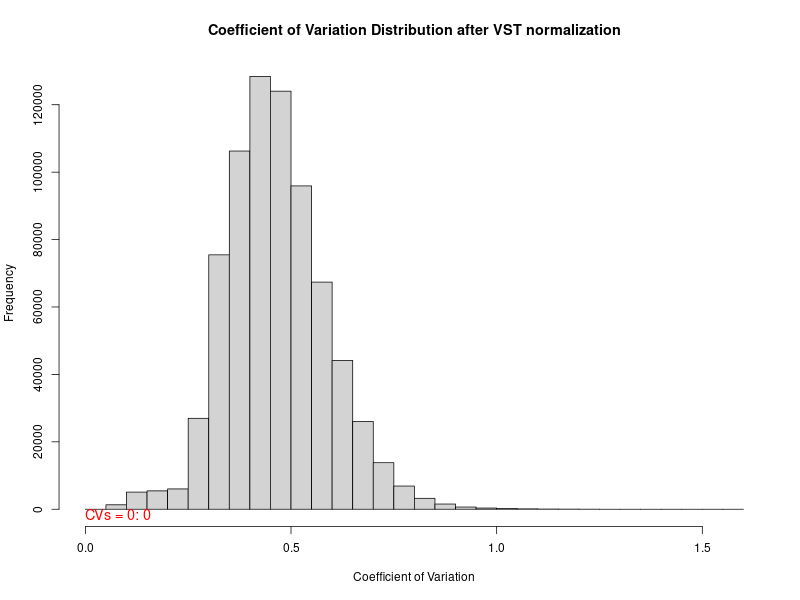 Coefficient of Variation Distribution after VST normalization
Frequency
120000
100000
80000
60000
40000
20000
0
CVs = 0: 0
0.0 0.5 1.0 1.5
Coefficient of Variation